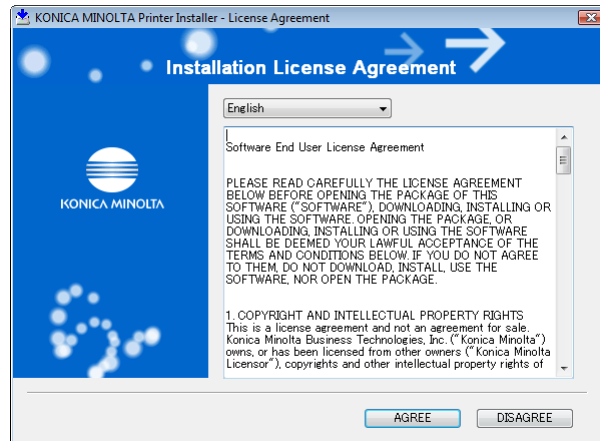 KONICA MINOLTA Printer Installer - License Agreement
Installation License Agreement
English
KONICA MINOLTA
Software End User License Agreement
PLEASE READ CAREFULLY THE LICENSE AGREEMENT
BELOW BEFORE OPENING THE PACKAGE OF THIS
SOFTWARE ("SOFTWARE"), DOWNLOADING, INSTALLING OR
USING THE SOFTWARE. OPENING THE PACKAGE, OR
DOWNLOADING, INSTALLING OR USING THE SOFTWARE
SHALL BE DEEMED YOUR LAWFUL ACCEPTANCE OF THE
TERMS AND CONDITIONS BELOW. IF YOU DO NOT AGREE
TO THEM, DO NOT DOWNLOAD, INSTALL, USE THE
SOFTWARE, NOR OPEN THE PACKAGE.
1. COPYRIGHT AND INTELLECTUAL PROPERTY RIGHTS
This is a license agreement and not an agreement for sale.
Konica Minolta Business Technologies, Inc. ("Konica Minolta")
owns, or has been licensed from other owners ("Konica Minolta
Licensor"), copyrights and other intellectual property rights of
AGREE
DISAGREE